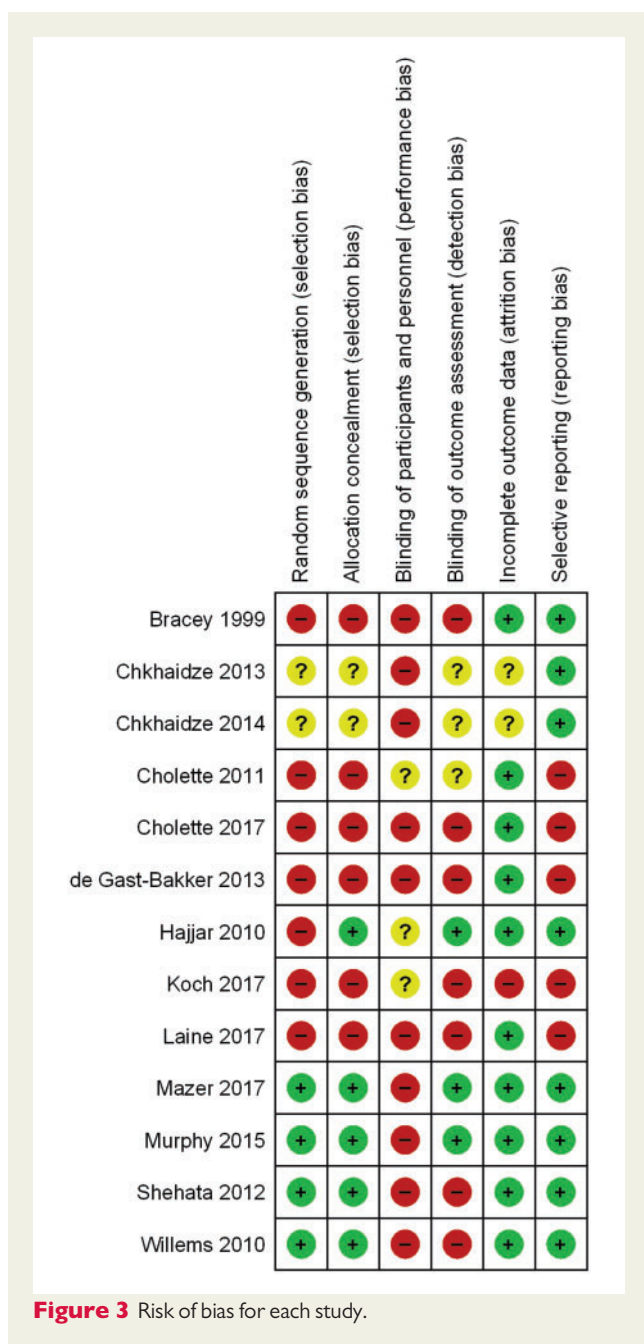 Random sequence generation (selection bias)
Allocation concealment (selection bias)
Blinding of participants and personnel (performance bias)
Blinding of outcome assessment (detection bias)
Incomplete outcome data (attrition bias)
Selective reporting (reporting bias)
Bracey 1999 − − − − + +
Chkhaidze 2013 ? ? − ? ? +
Chkhaidze 2014 ? ? − ? ? +
Cholette 2011 − − ? ? + −
Cholette 2017 − − − − + −
de Gast-Bakker 2013 − − − − + −
Hajjar 2010 − + ? + + +
Koch 2017 − − ? − − −
Laine 2017 − − − − + −
Mazer 2017 + + − + + +
Murphy 2015 + + − + + +
Shehata 2012 + + − − + +
Willems 2010 + + − − + +
Figure 3 Risk of bias for each study.